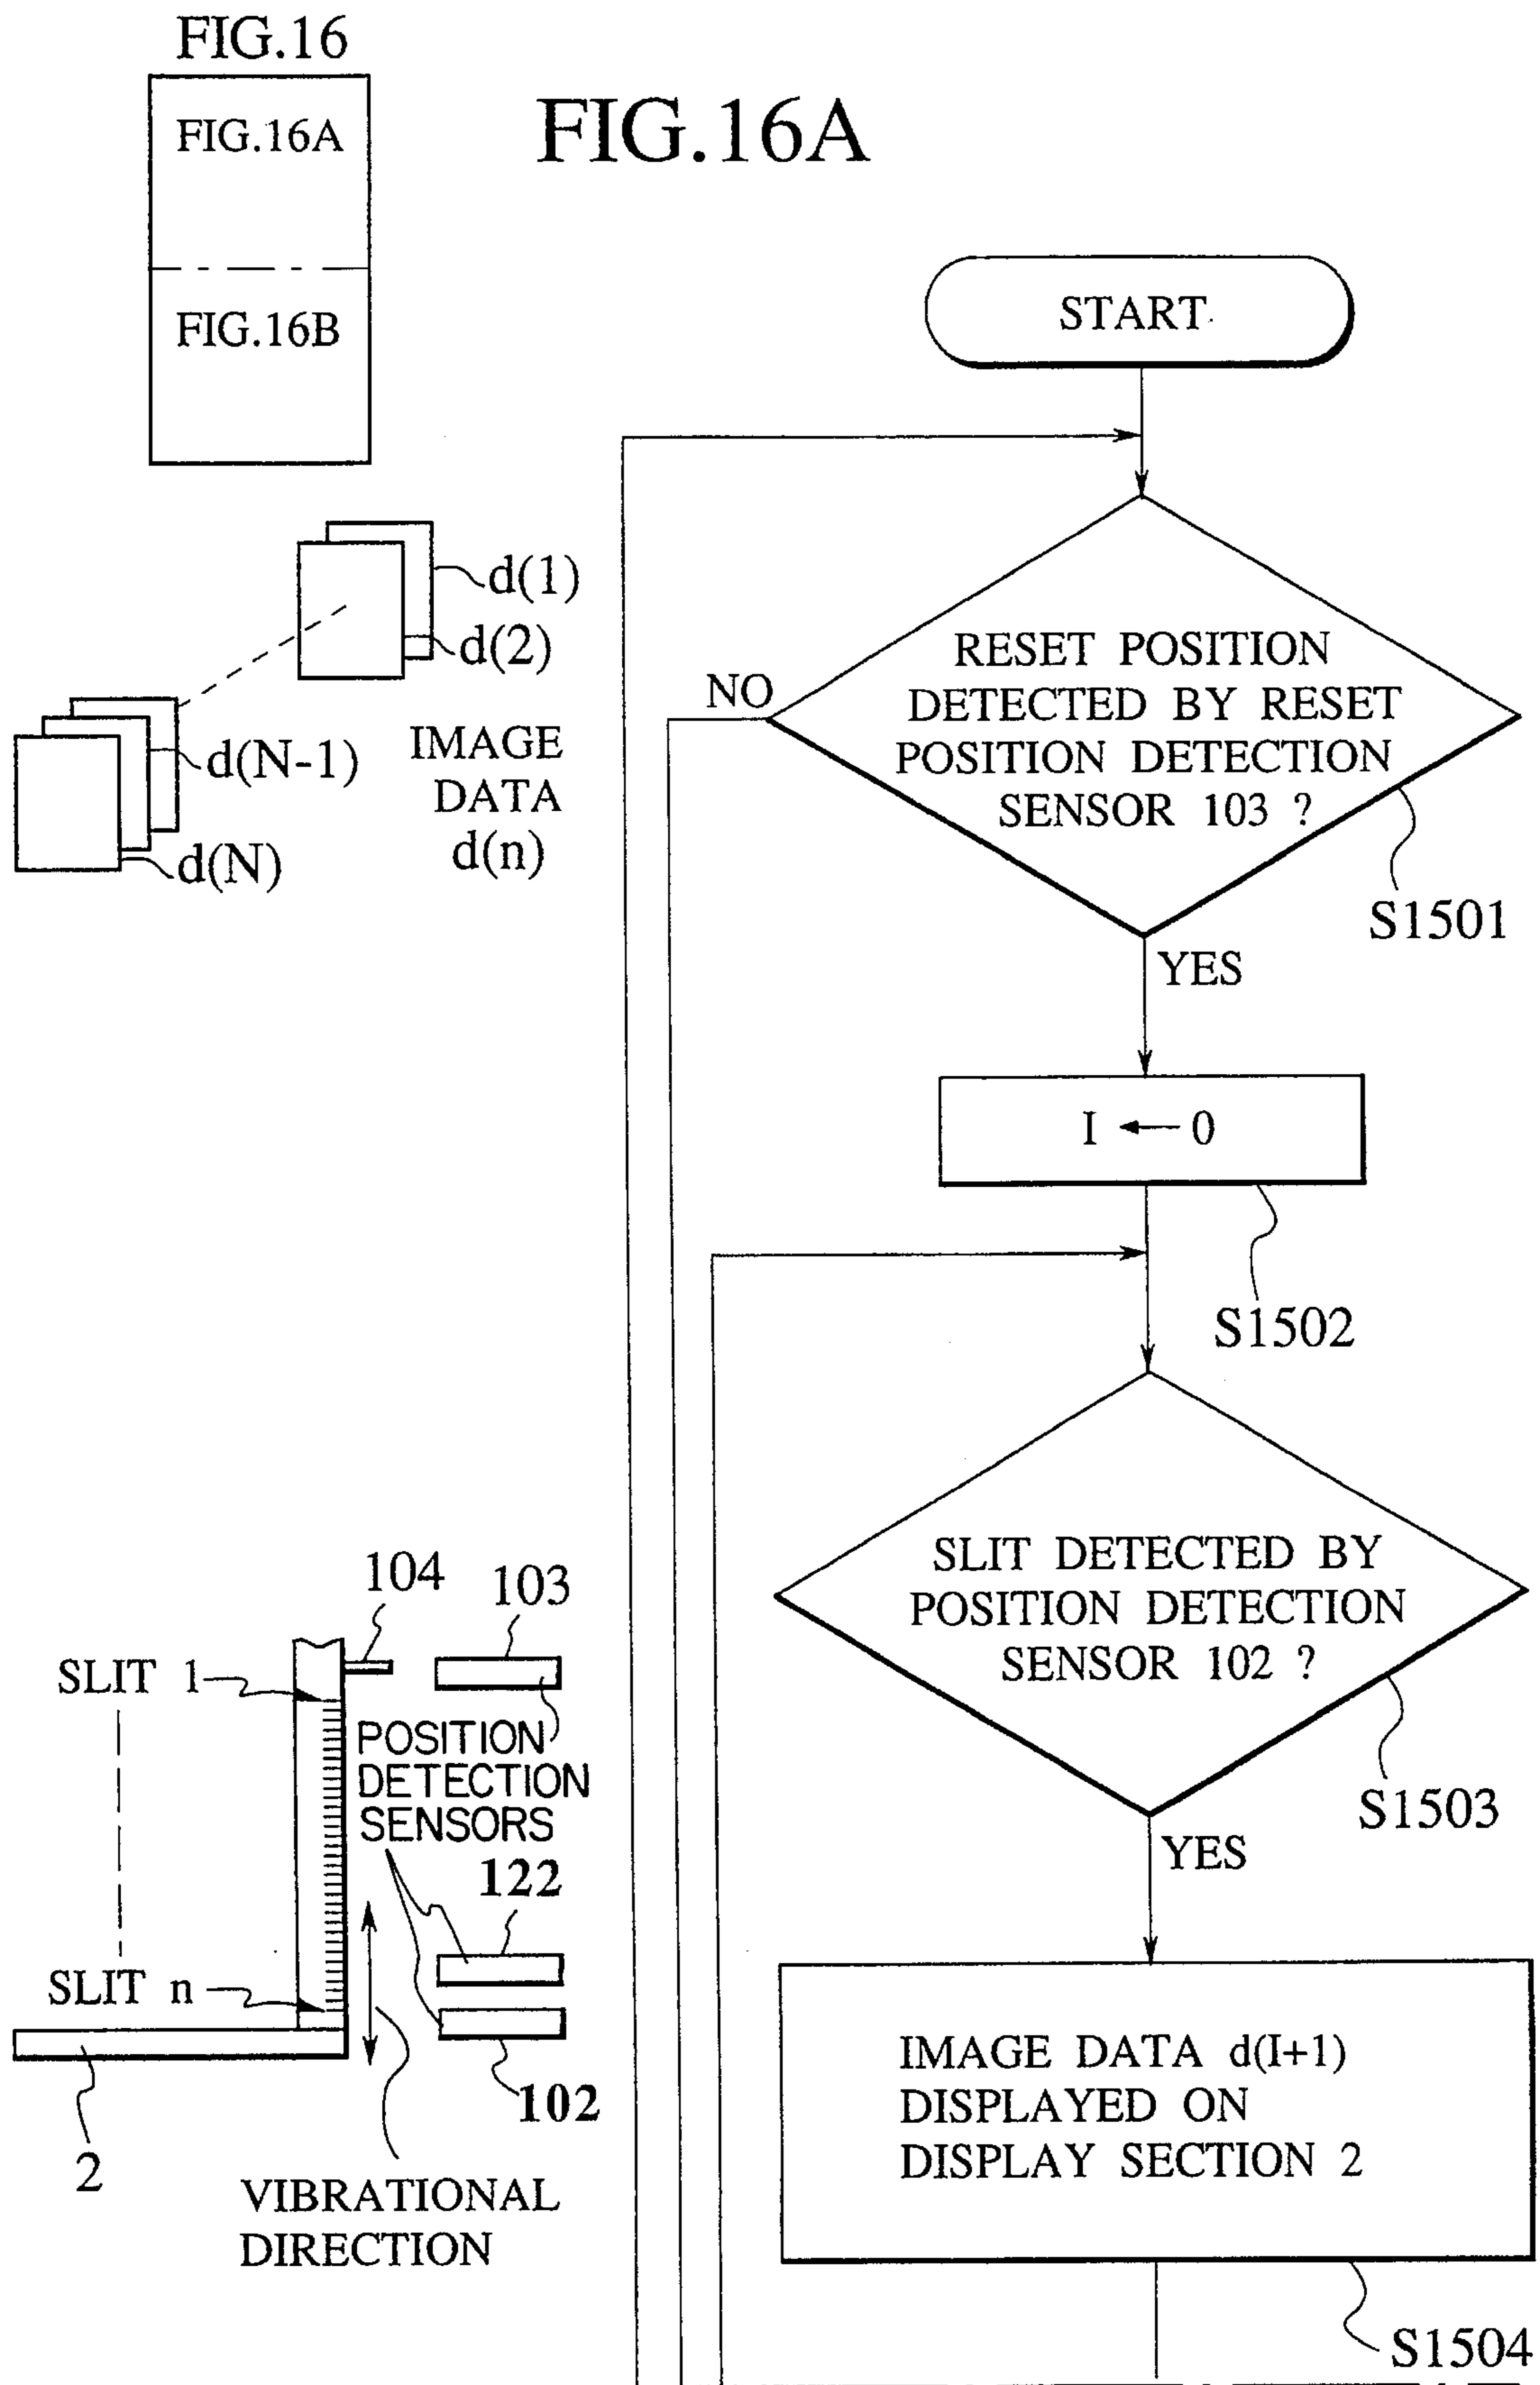 FIG.16
FIG.16A
FIG.16B
FIG.16A
START
d(1)
d(2)
d(N-1)
d(N)
IMAGE
DATA
d(n)
NO
RESET POSITION
DETECTED BY RESET
POSITION DETECTION
SENSOR 103 ?
S1501
YES
I ← 0
S1502
SLIT DETECTED BY
POSITION DETECTION
SENSOR 102 ?
S1503
YES
IMAGE DATA d(I+1)
DISPLAYED ON
DISPLAY SECTION 2
S1504
104
103
SLIT 1
POSITION
DETECTION
SENSORS
122
SLIT n
102
2
VIBRATIONAL
DIRECTION